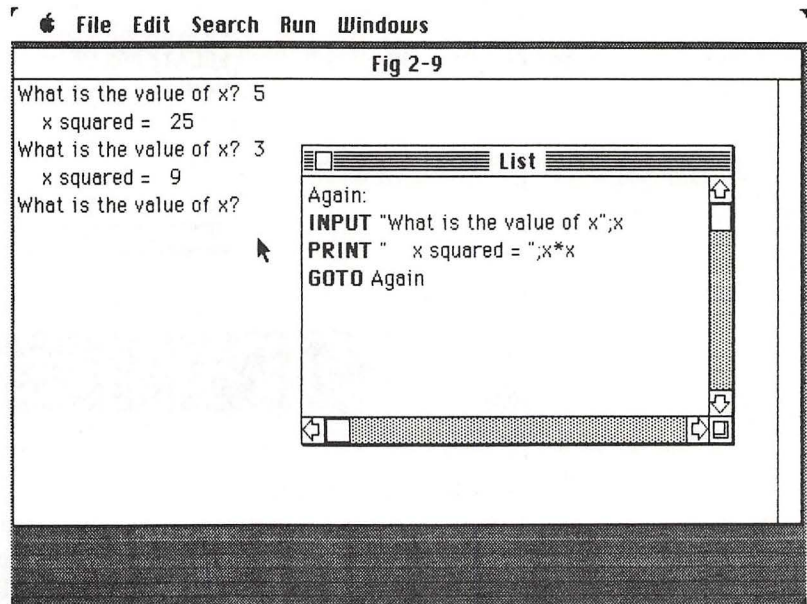 File Edit Search Run Windows
Fig 2-9
What is the value of x? 5
x squared = 25
What is the value of x? 3
x squared = 9
What is the value of x?
List
Again:
INPUT "What is the value of x";x
PRINT "    x squared = ";x*x
GOTO Again